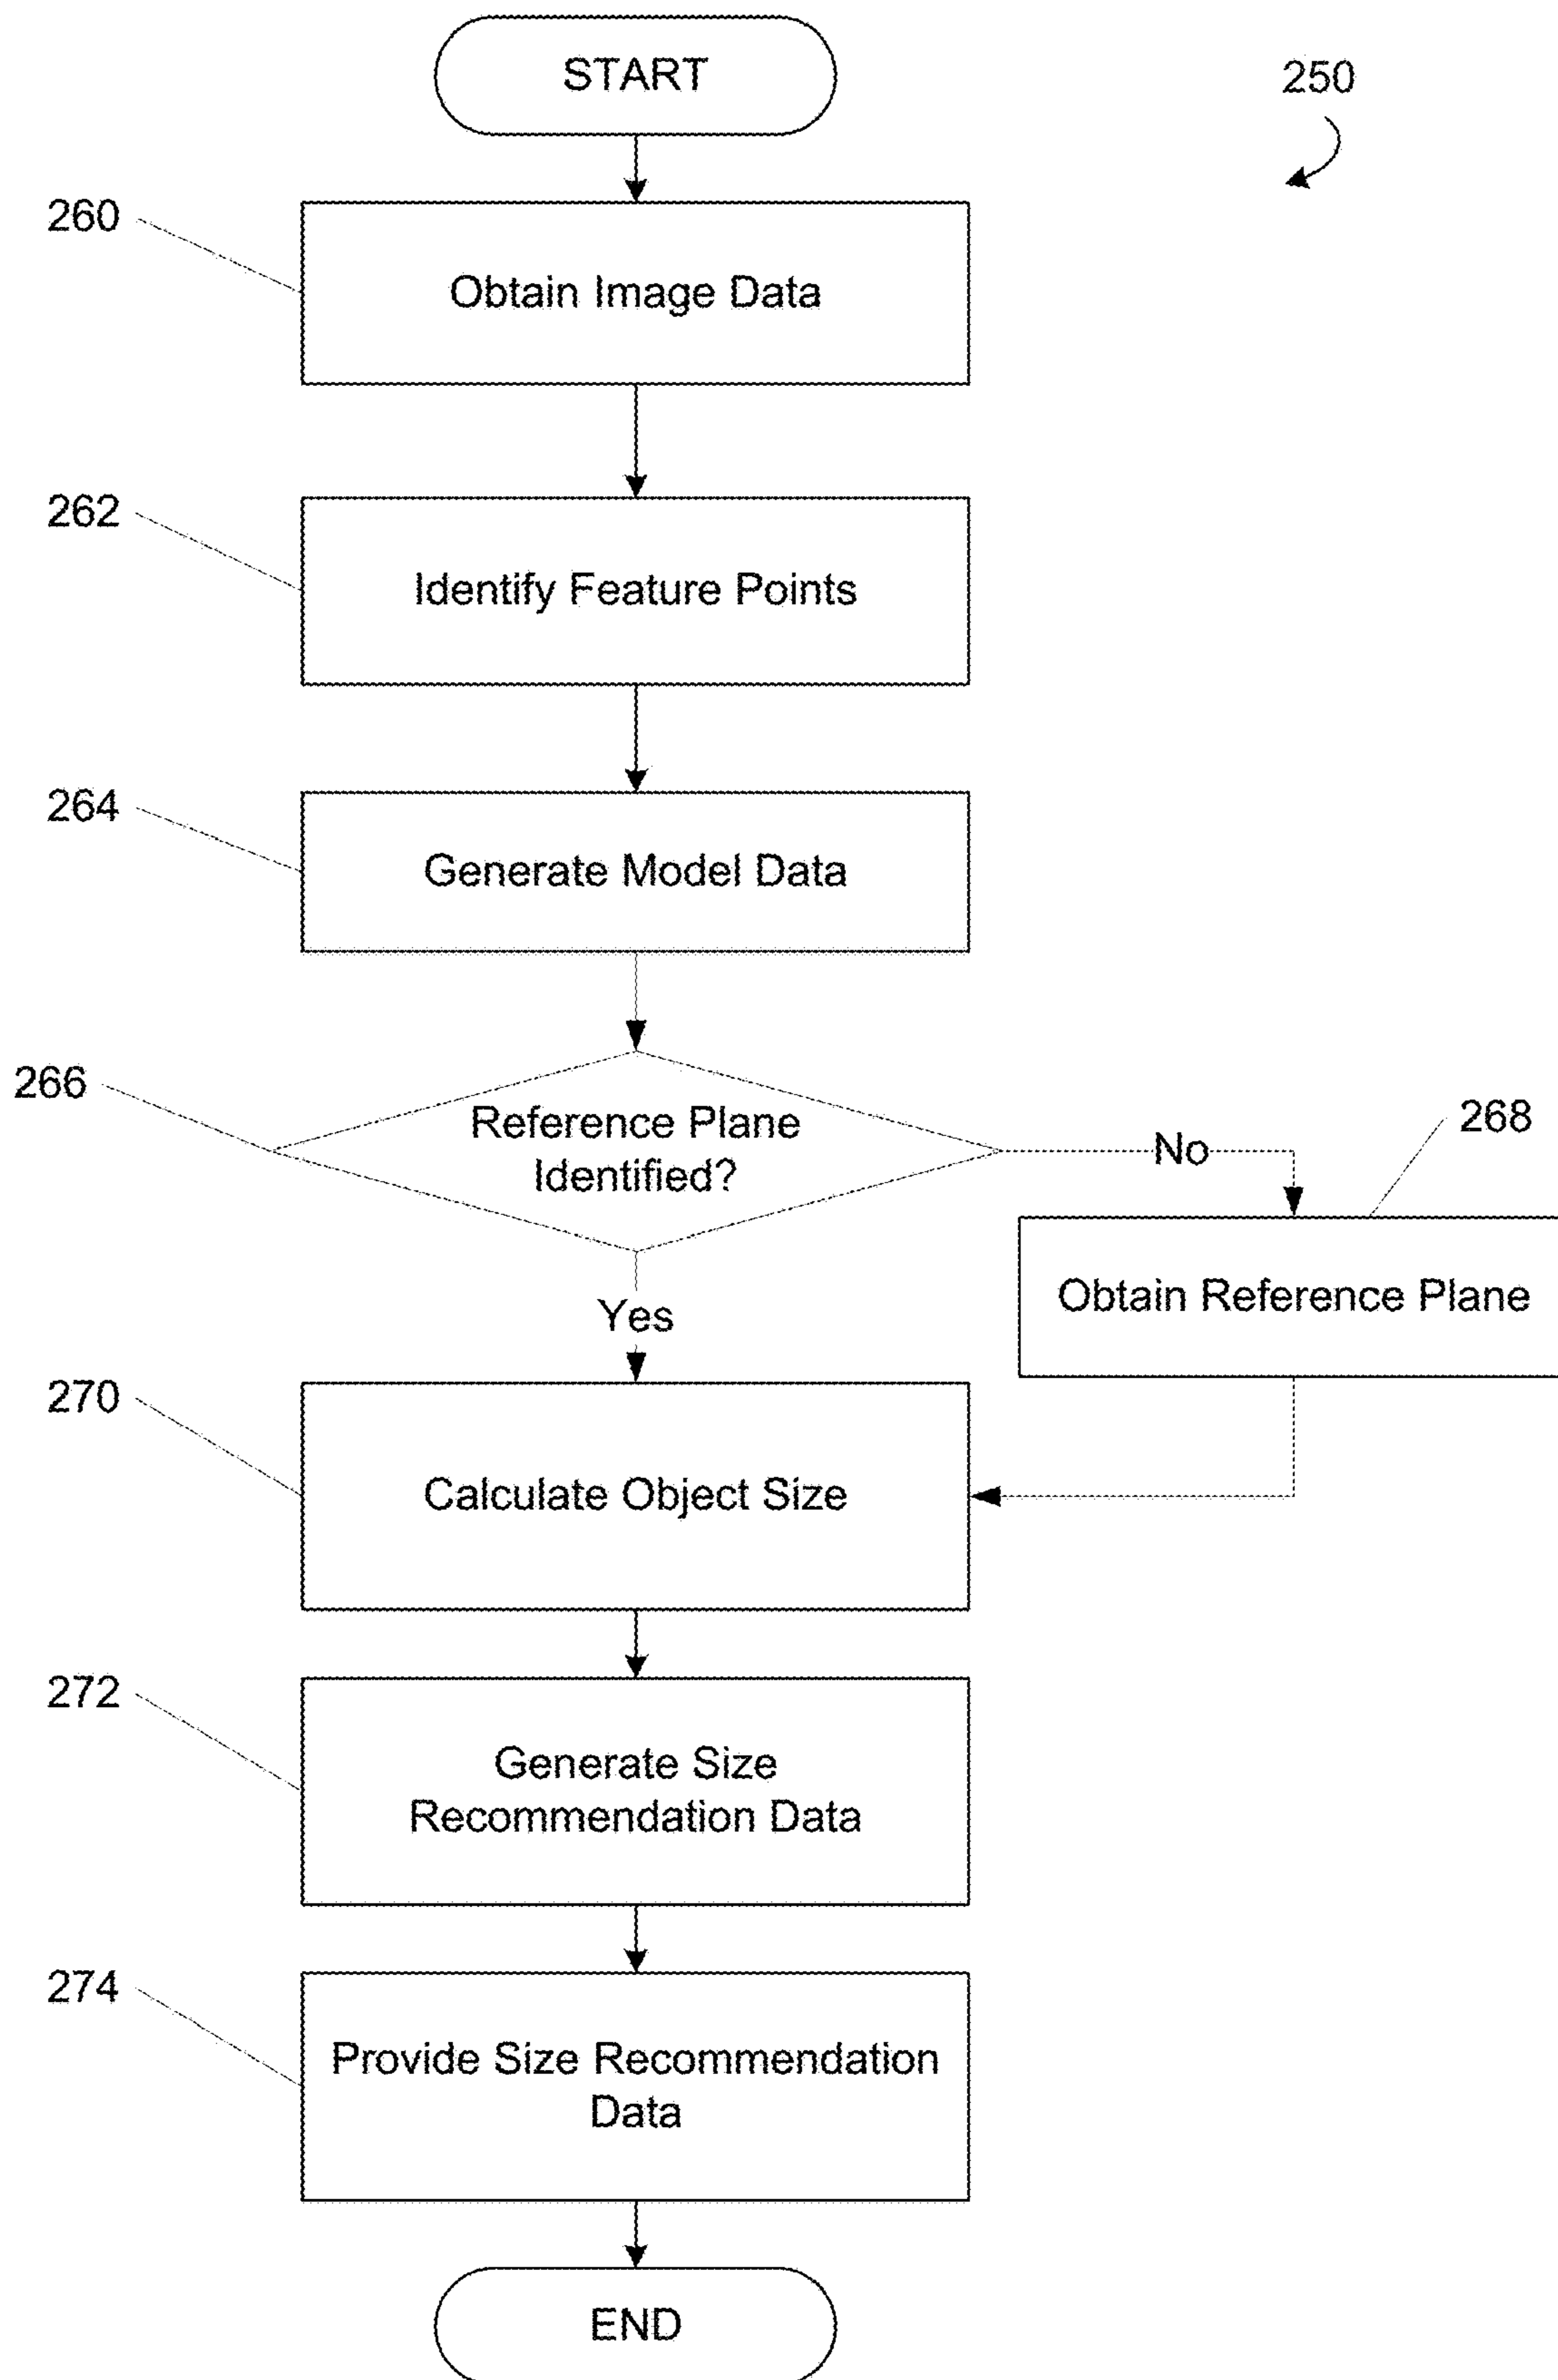 START
250
260
Obtain Image Data
262
Identify Feature Points
264
Generate Model Data
266
Reference Plane
Identified?
No
268
Obtain Reference Plane
Yes
270
Calculate Object Size
272
Generate Size
Recommendation Data
274
Provide Size Recommendation
Data
END